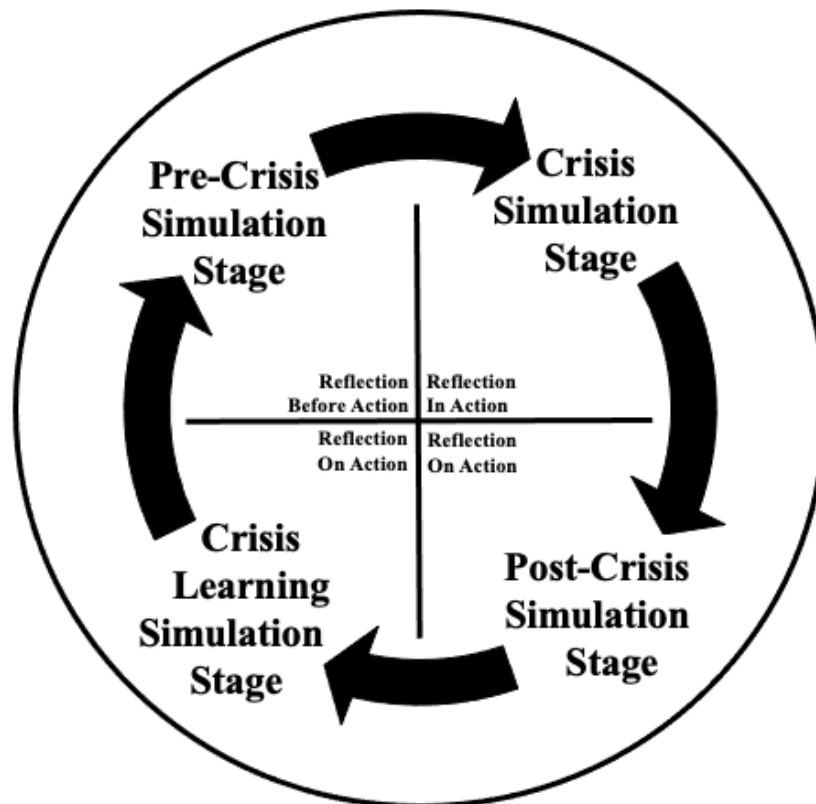 Pre-Crisis
Simulation
Stage
Crisis
Simulation
Stage
Reflection
Before Action
Reflection
In Action
Reflection
On Action
Reflection
On Action
Crisis
Learning
Simulation
Stage
Post-Crisis
Simulation
Stage